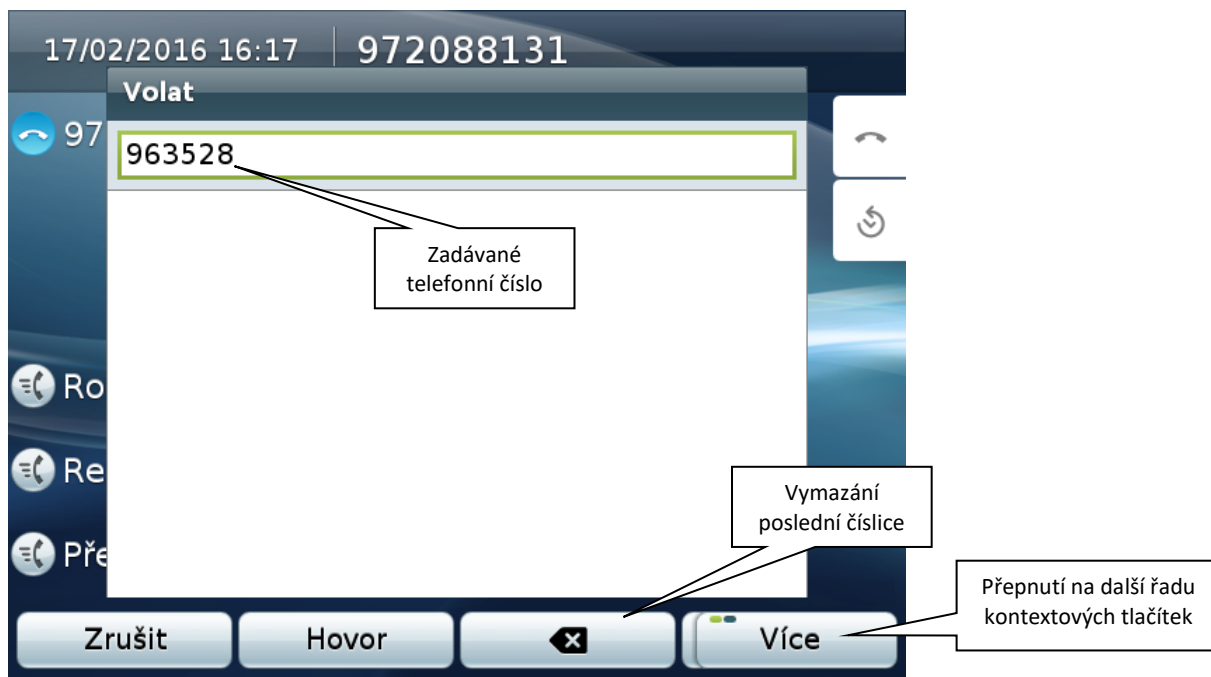 17/02/2016 16:17 972088131
Volat
97
963528
Zadávané
telefonní číslo
Ro
Re
Vymazání
poslední číslice
Pře
Přepnutí na další řadu
kontextových tlačítek
Zrušit Hovor Více